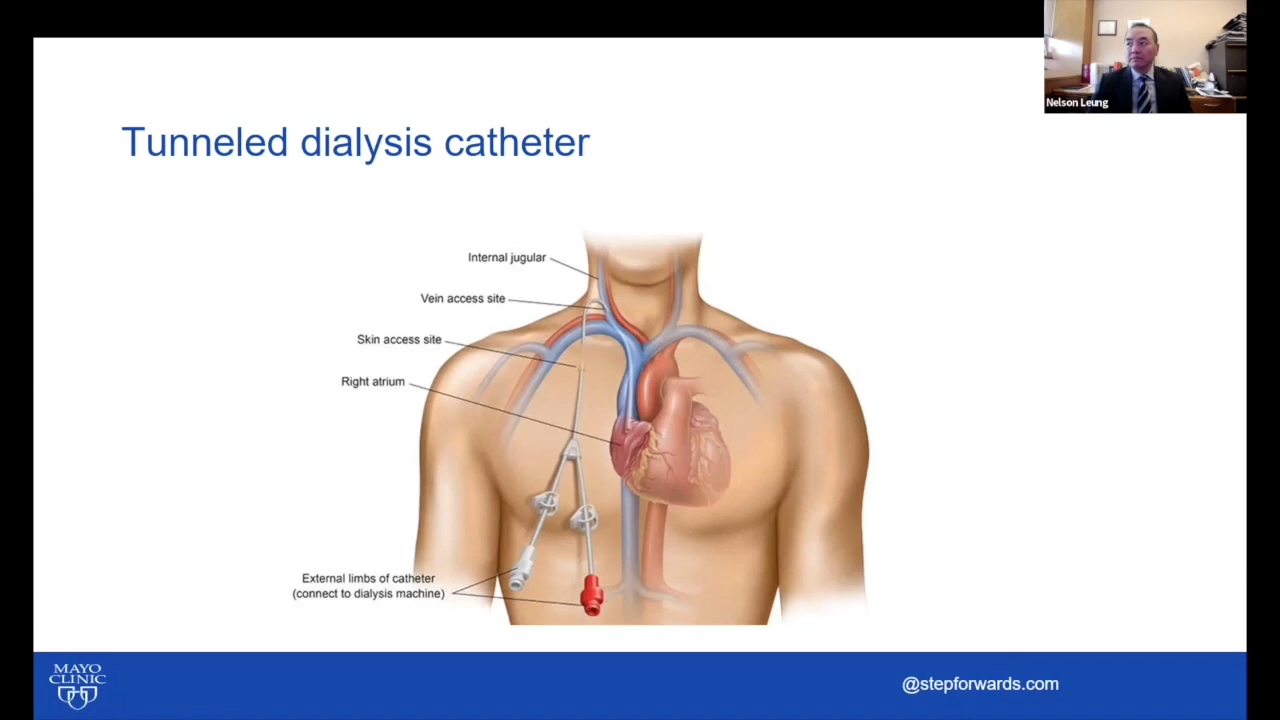 Nelson Leung
Tunneled dialysis catheter
Internal jugular
Vein access site
Skin access site
Right atrium
External limbs of catheter
(connect to dialysis machine)
MAYO
CLINIC
@stepforwards.com